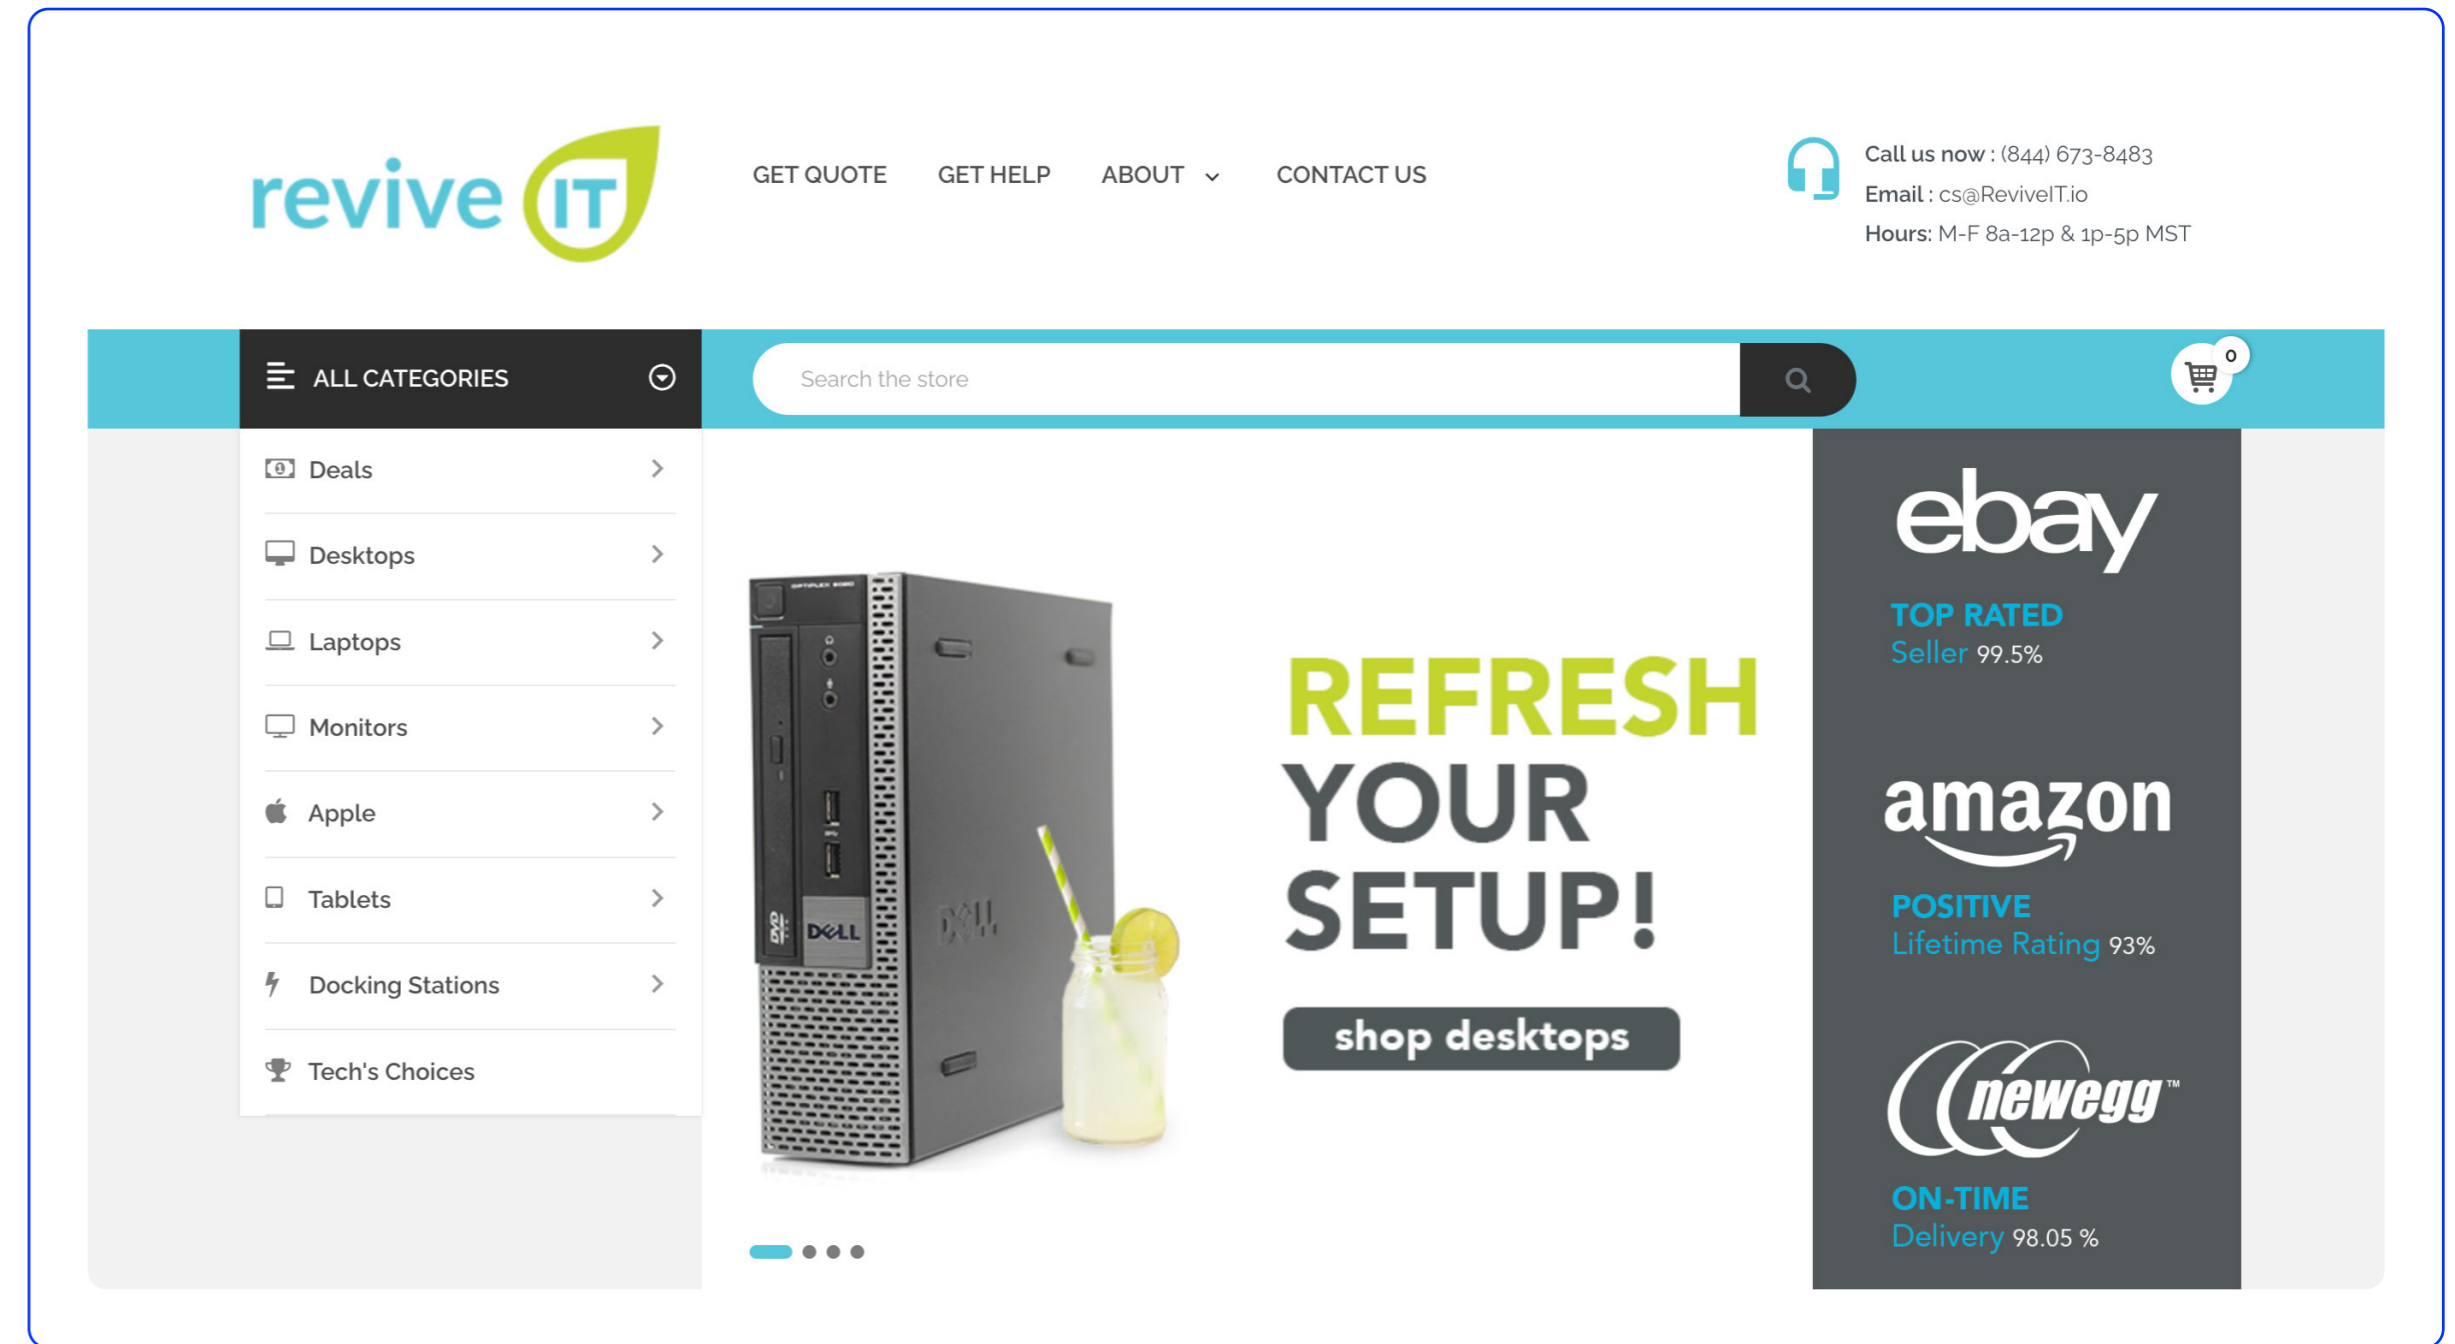 revive IT
GET QUOTE
GET HELP
ABOUT
CONTACT US
Call us now : (844) 673-8483
Email : cs@ReviveIT.io
Hours: M-F 8a-12p & 1p-5p MST
ALL CATEGORIES
Search the store
0
Deals
Desktops
Laptops
Monitors
Apple
Tablets
Docking Stations
Tech's Choices
DVD
DELL
DELL
REFRESH
YOUR
SETUP!
shop desktops
ebay
TOP RATED
Seller 99.5%
amazon
POSITIVE
Lifetime Rating 93%
newegg™
ON-TIME
Delivery 98.05 %